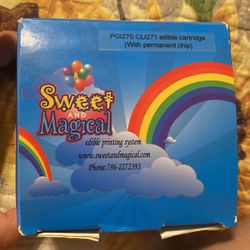 PGI270 CLI271 edible cartridge
(With permanent chip)
Sweet
AND
Magical
edible printing system
www.sweetandmagical.com
Phone:786-2272393